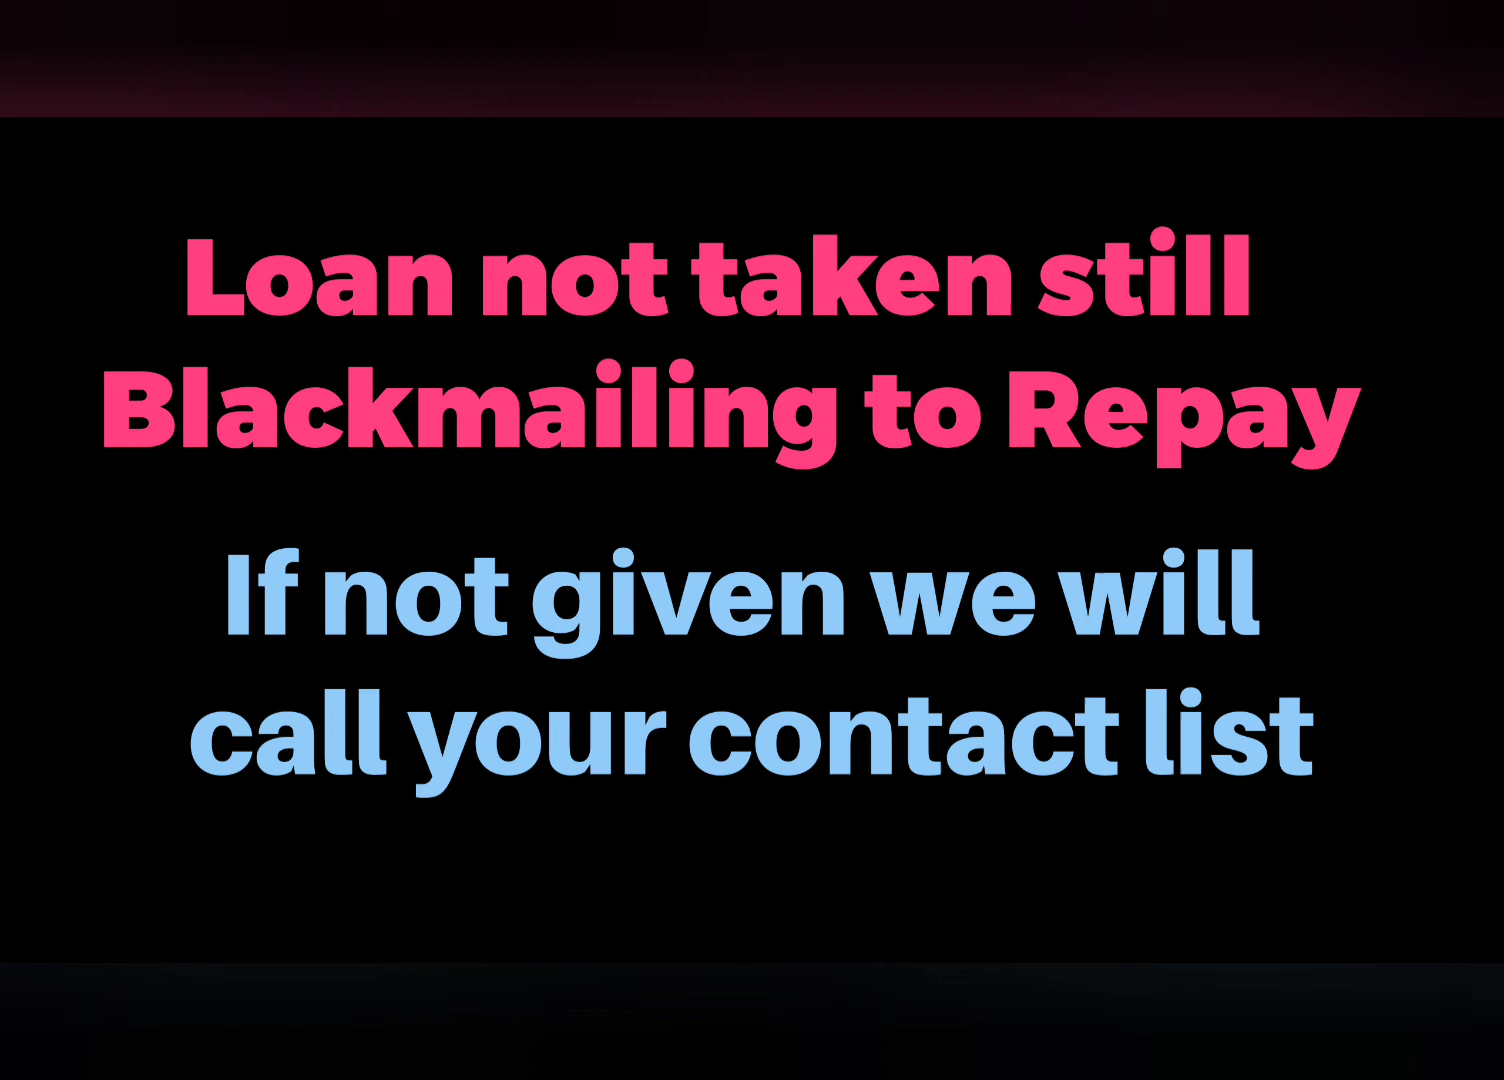 Loan not taken still
Blackmailing to Repay
If not given we will
call your contact list